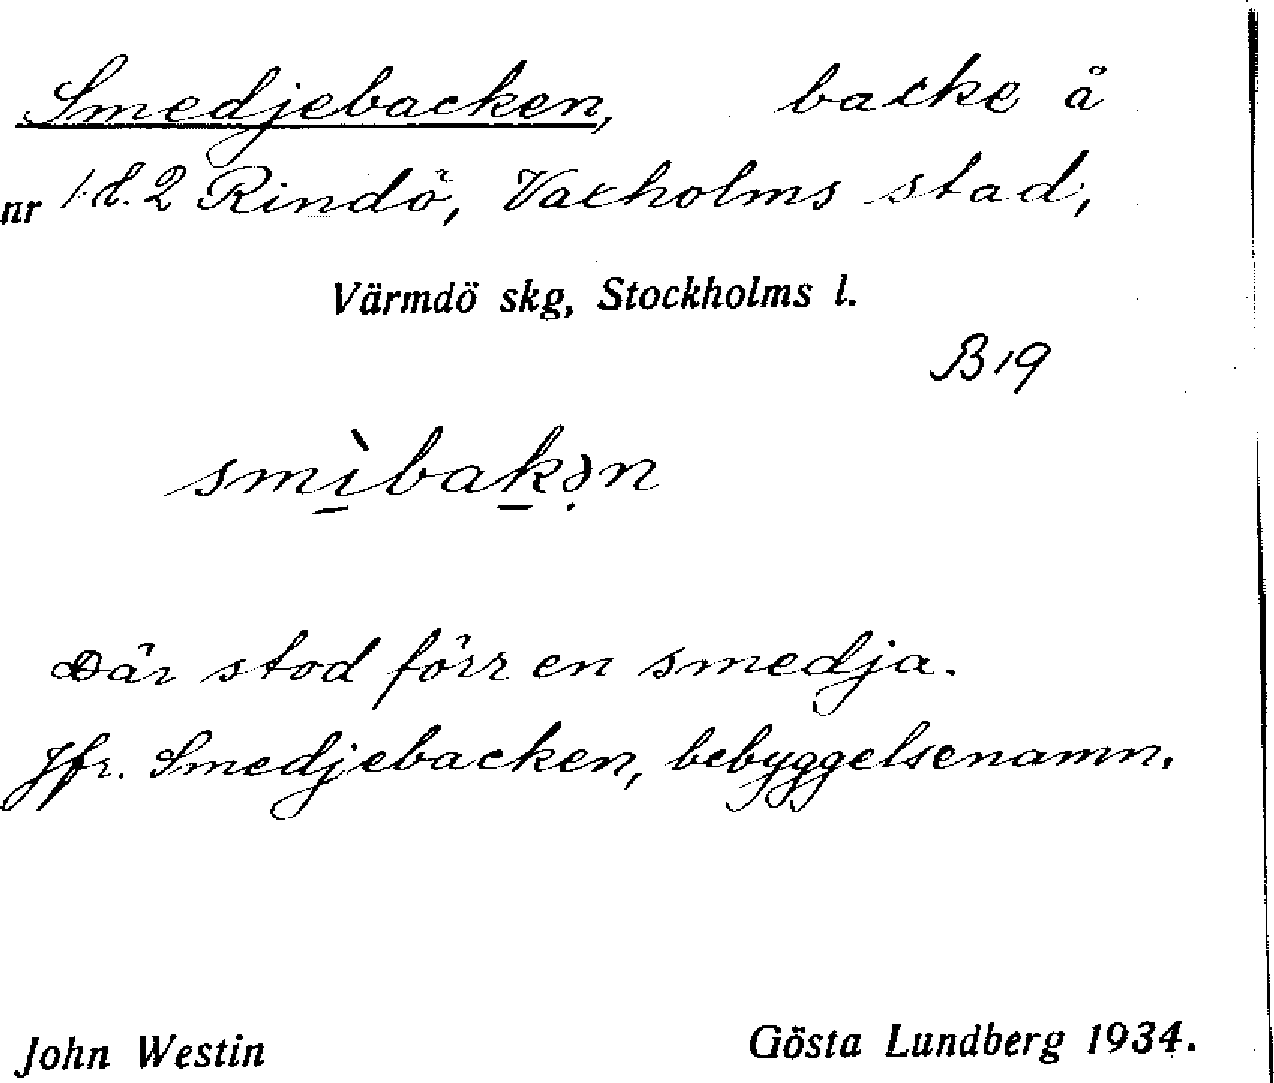 Smedjebacken, backe å
nr 1 d. 2 Rindö, Vaxholms stad,
Värmdö skg, Stockholms l.
B 19
smìbakən
Där stod förr en smedja.
Jfr. Smedjebacken, bebyggelsenamn.
John Westin Gösta Lundberg 1934.